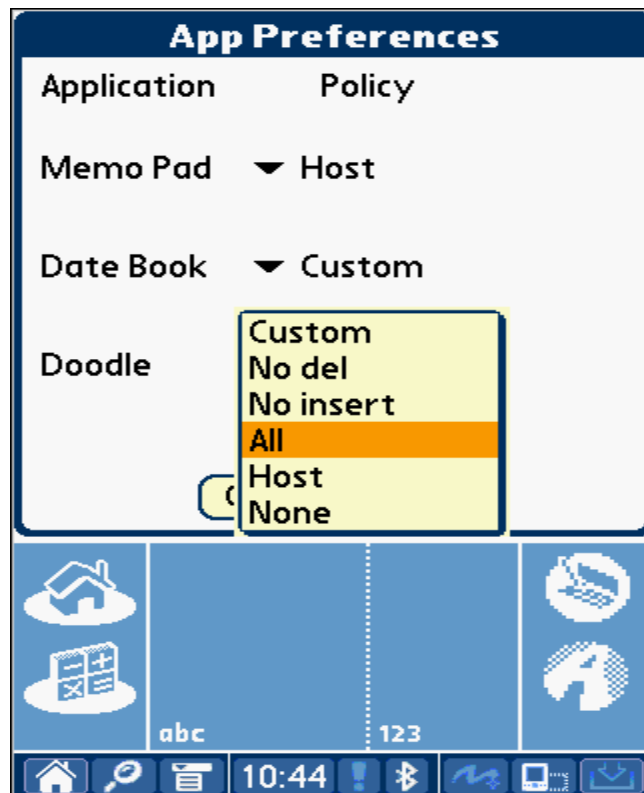 App Preferences
Application Policy
Memo Pad Host
Date Book Custom
Doodle
Custom
No del
No insert
All
Host
None
abc 123
10:44